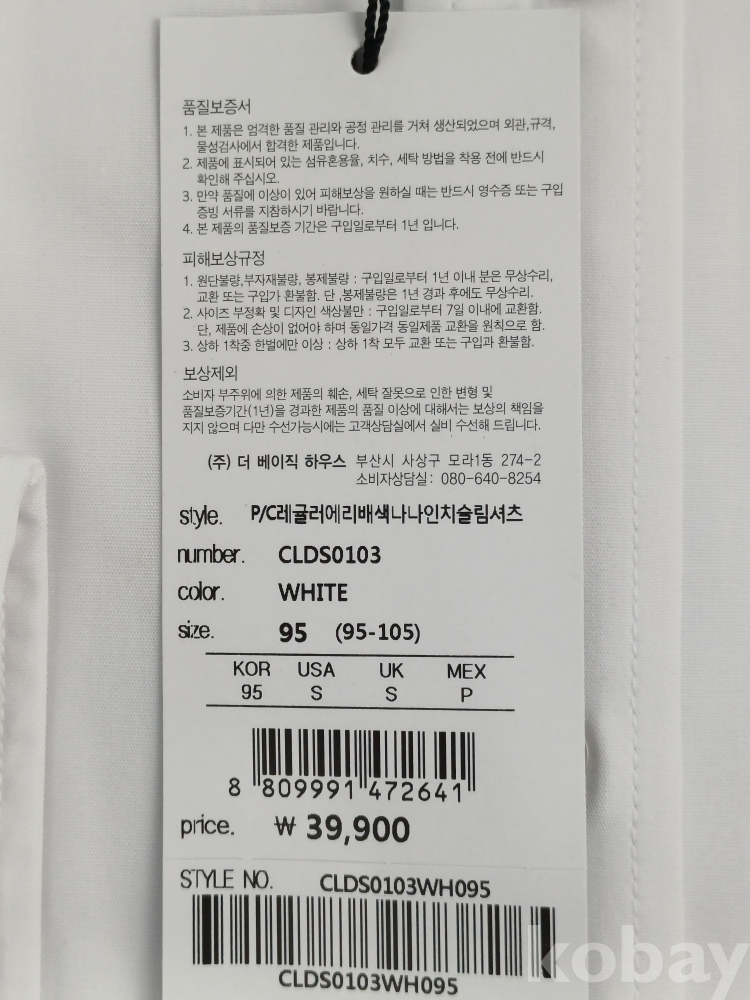 품질보증서
1. 본 제품은 엄격한 품질 관리와 공정 관리를 거쳐 생산되었으며 외관,규격,
물성검사에서 합격한 제품입니다.
2. 제품에 표시되어 있는 섬유혼용율, 치수, 세탁 방법을 착용 전에 반드시
확인해 주십시오.
3. 만약 품질에 이상이 있어 피해보상을 원하실 때는 반드시 영수증 또는 구입
증빙 서류를 지참하시기 바랍니다.
4. 본 제품의 품질보증 기간은 구입일로부터 1년 입니다.
피해보상규정
1. 원단불량,부자재불량, 봉제불량 : 구입일로부터 1년 이내 분은 무상수리,
교환 또는 구입가 환불함. 단 ,봉제불량은 1년 경과 후에도 무상수리.
2. 사이즈 부정확 및 디자인 색상불만 : 구입일로부터 7일 이내에 교환함.
단, 제품에 손상이 없어야 하며 동일가격 동일제품 교환을 원칙으로 함.
3. 상하 1착중 한벌에만 이상 : 상하 1착 모두 교환 또는 구입과 환불함.
보상제외
소비자 부주위에 의한 제품의 훼손, 세탁 잘못으로 인한 변형 및
품질보증기간(1년)을 경과한 제품의 품질 이상에 대해서는 보상의 책임을
지지 않으며 다만 수선가능시에는 고객상담실에서 실비 수선해 드립니다.
(주) 더 베이직 하우스 부산시 사상구 모라1동 274-2
소비자상담실: 080-640-8254
style. P/C레귤러에리배색나나인치슬림셔츠
number. CLDS0103
color. WHITE
size. 95 (95-105)
KOR USA UK MEX
95 S S P
8 809991 472641
price. ₩ 39,900
STYLE NO. CLDS0103WH095
CLDS0103WH095
kobay